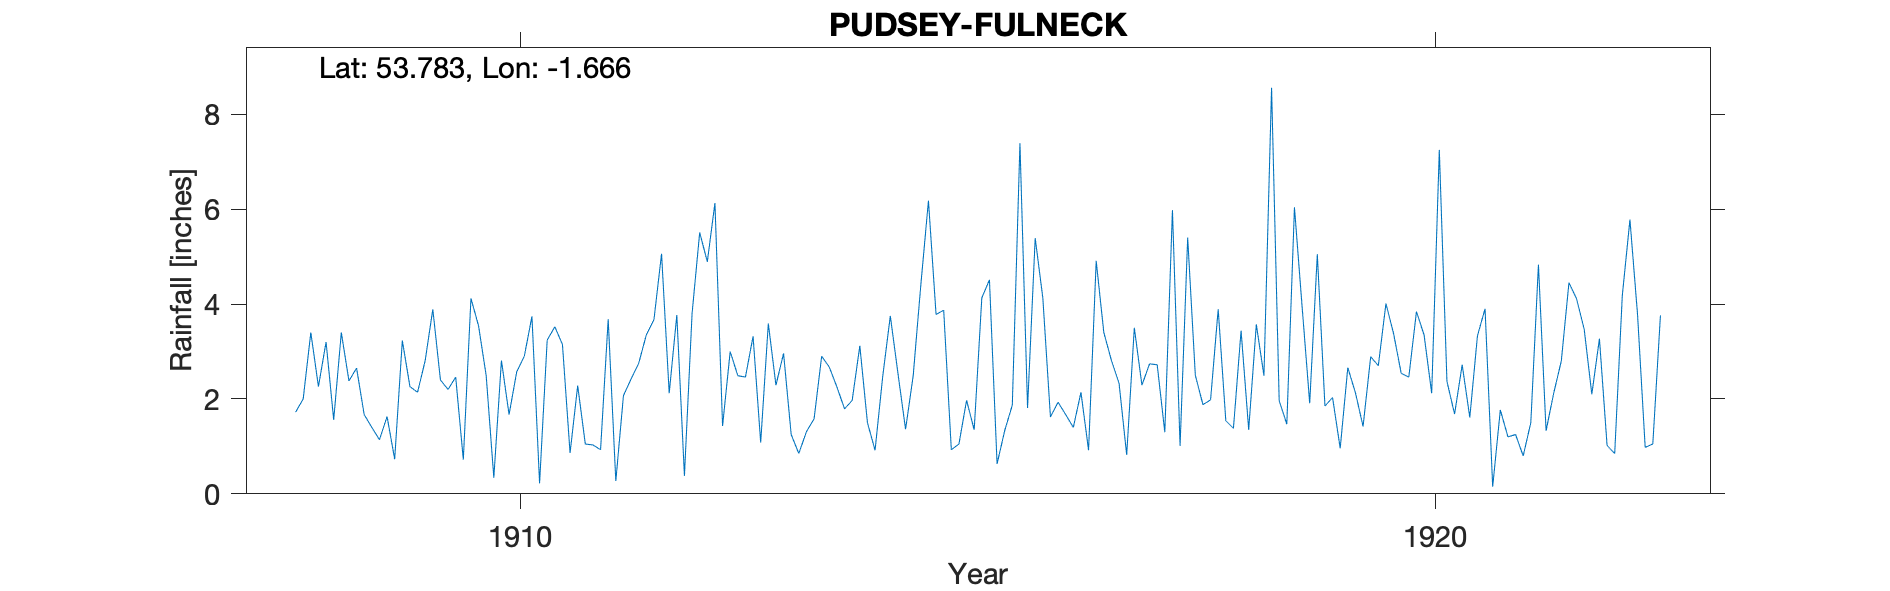 PUDSEY-FULNECK
Lat: 53.783, Lon: -1.666
8
6
4
2
0
Rainfall [inches]
1910 1920
Year